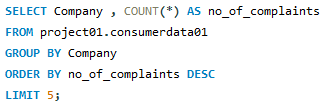 SELECT Company , COUNT(*) AS no_of_complaints
FROM project01.consumerdata01
GROUP BY Company
ORDER BY no_of_complaints DESC
LIMIT 5;